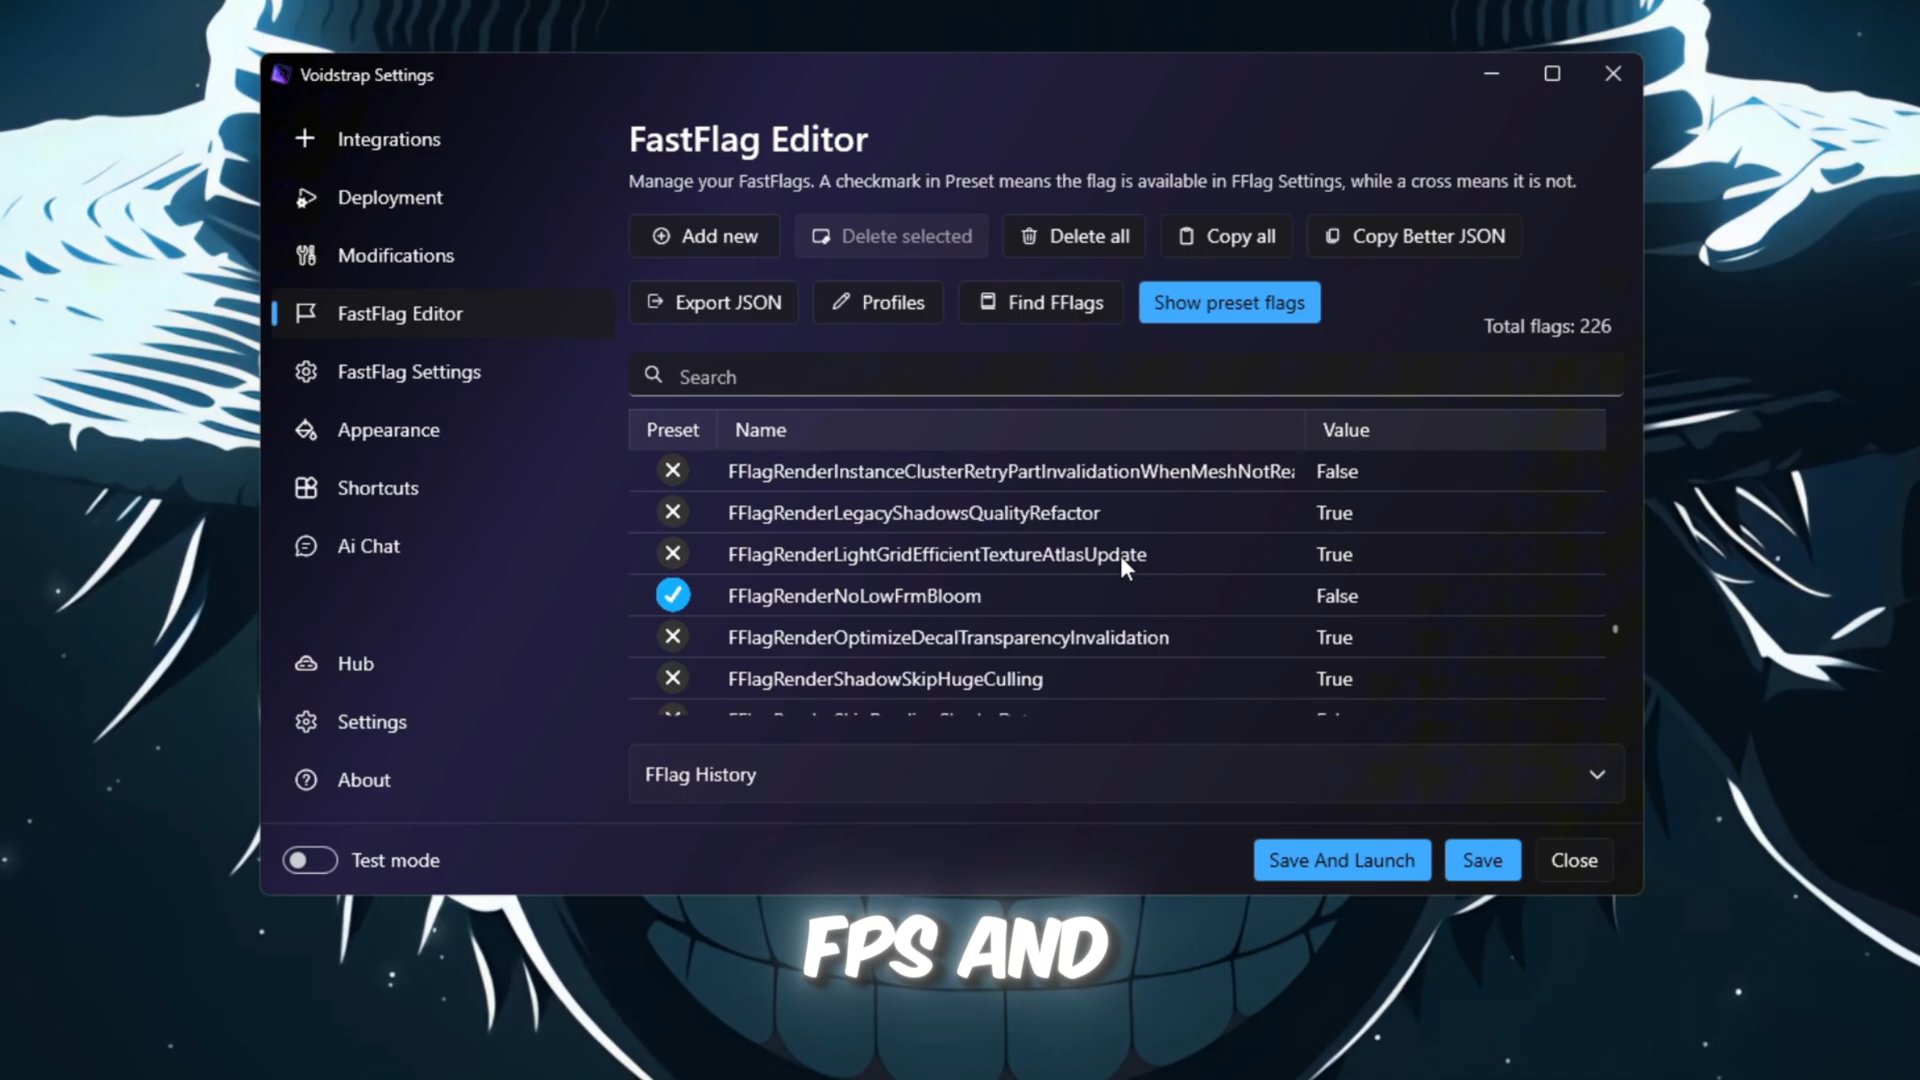 Voidstrap Settings
Integrations
Deployment
Modifications
FastFlag Editor
FastFlag Settings
Appearance
Shortcuts
Ai Chat
Hub
Settings
About
Test mode
FastFlag Editor
Manage your FastFlags. A checkmark in Preset means the flag is available in FFlag Settings, while a cross means it is not.
Add new
Delete selected
Delete all
Copy all
Copy Better JSON
Export JSON
Profiles
Find FFlags
Show preset flags
Total flags: 226
Search
Preset Name Value
FFlagRenderInstanceClusterRetryPartInvalidationWhenMeshNotRea False
FFlagRenderLegacyShadowsQualityRefactor True
FFlagRenderLightGridEfficientTextureAtlasUpdate True
FFlagRenderNoLowFrmBloom False
FFlagRenderOptimizeDecalTransparencyInvalidation True
FFlagRenderShadowSkipHugeCulling True
FFlag History
Save And Launch
Save
Close
FPS AND